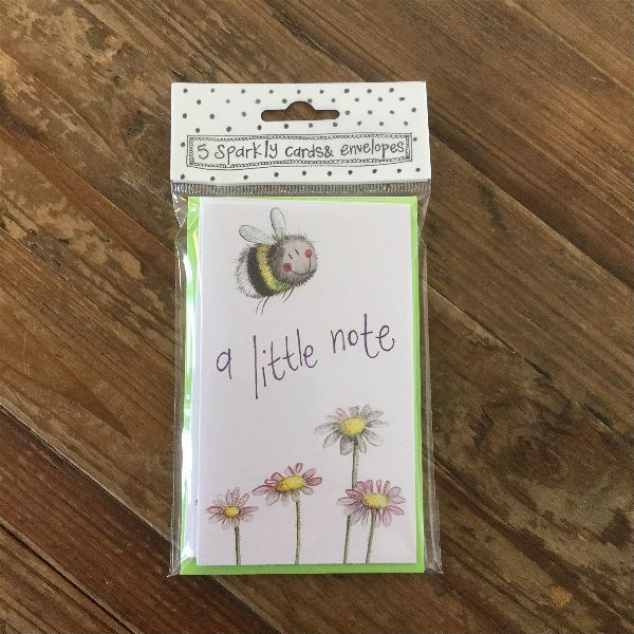 5 sparkly cards& envelopes
a little note